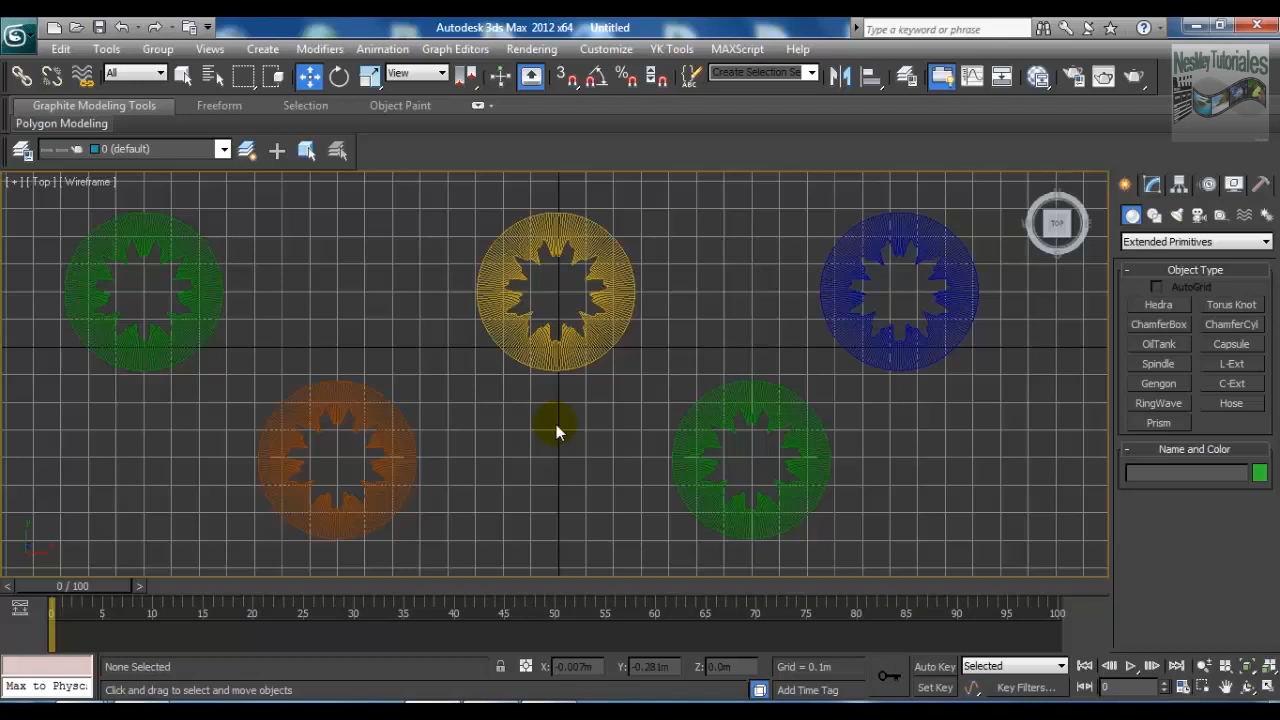 Autodesk 3ds Max 2012 x64 Untitled
Type a keyword or phrase
Edit Tools Group Views Create Modifiers Animation Graph Editors Rendering Customize YK Tools MAXScript Help
All View 3 Create Selection Se
NesMey Tutoriales
Graphite Modeling Tools Freeform Selection Object Paint
Polygon Modeling
0 (default)
[ + ] [ Top ] [ Wireframe ]
TOP
Extended Primitives
- Object Type
AutoGrid
Hedra Torus Knot
ChamferBox ChamferCyl
OilTank Capsule
Spindle L-Ext
Gengon C-Ext
RingWave Hose
Prism
- Name and Color
< 0 / 100 >
0 5 10 15 20 25 30 35 40 45 50 55 60 65 70 75 80 85 90 95 100
None Selected X: -0.007m Y: -0.281m Z: 0.0m Grid = 0.1m Auto Key Selected
Max to Physc Click and drag to select and move objects Add Time Tag Set Key Key Filters... 0